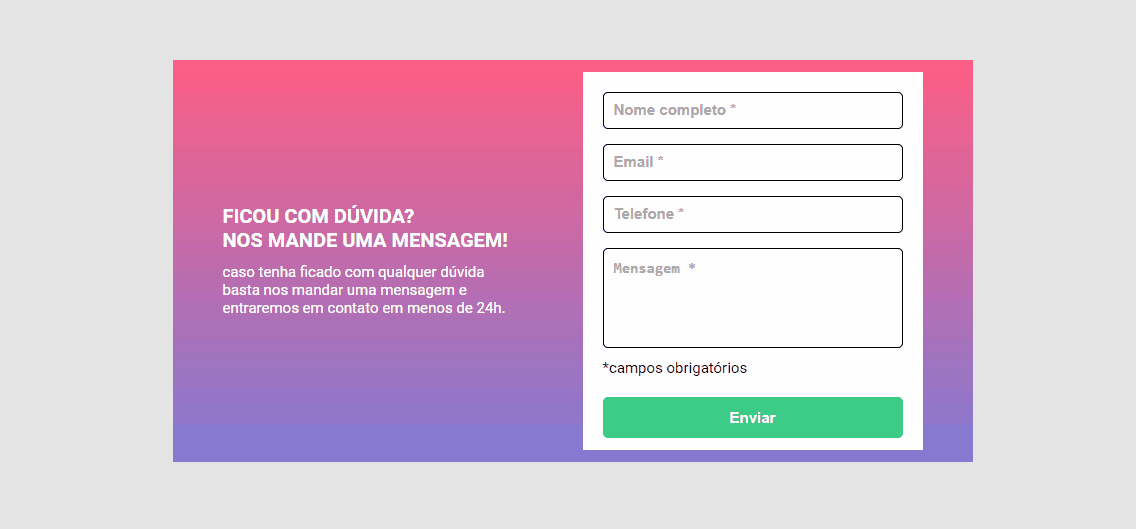 FICOU COM DÚVIDA?
NOS MANDE UMA MENSAGEM!
caso tenha ficado com qualquer dúvida
basta nos mandar uma mensagem e
entraremos em contato em menos de 24h.
Nome completo *
Email *
Telefone *
Mensagem *
*campos obrigatórios
Enviar